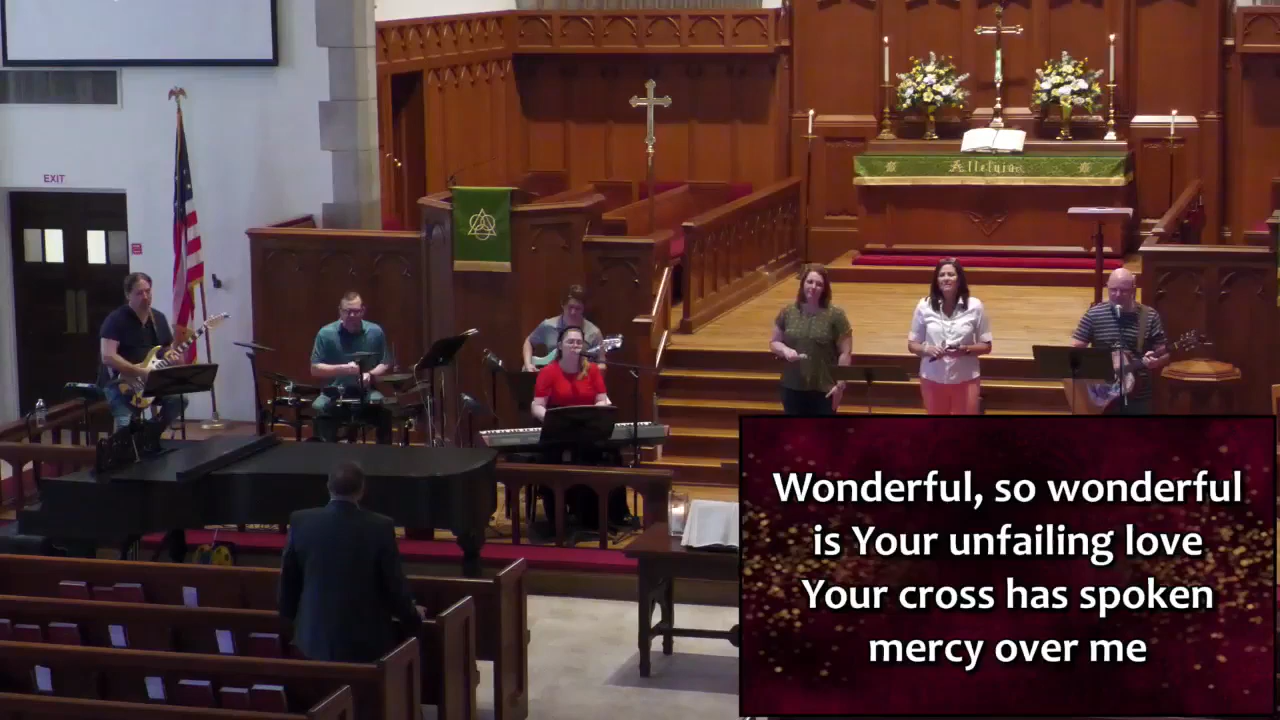 EXIT
Alleluia
Wonderful, so wonderful
is Your unfailing love
Your cross has spoken
mercy over me